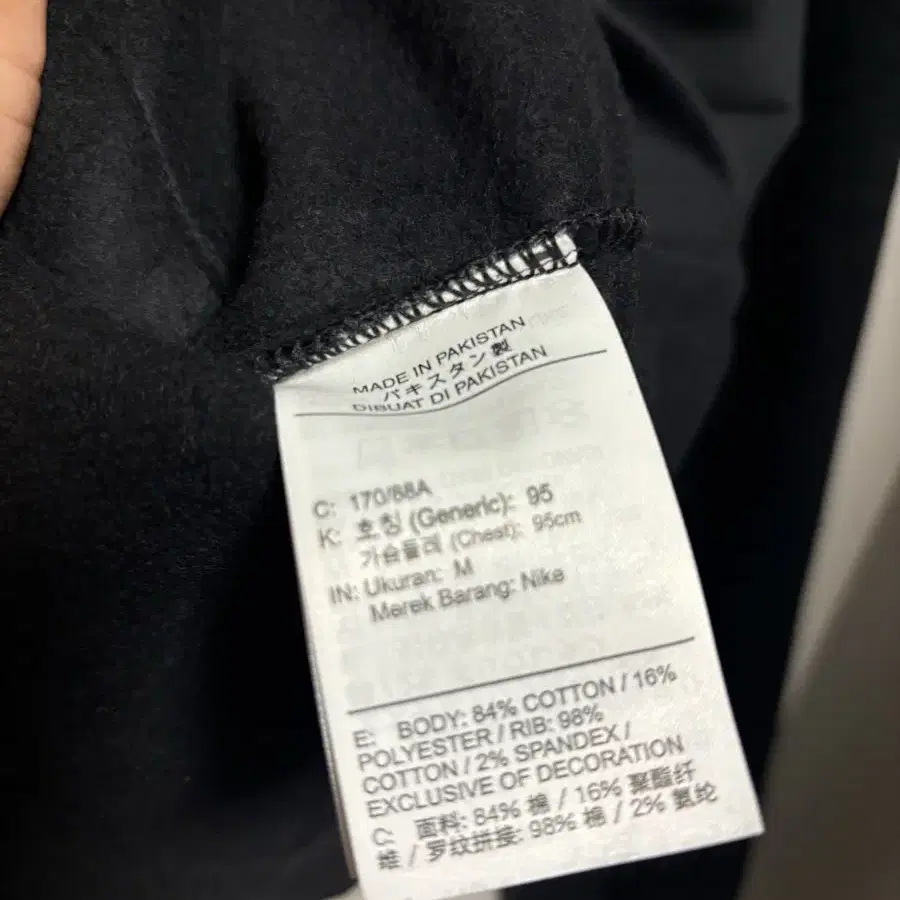 MADE IN PAKISTAN
パキスタン製
DIBUAT DI PAKISTAN
C: 170/88A
K: 호칭 (Generic): 95
가슴둘레 (Chest): 95cm
IN: Ukuran: M
Merek Barang: Nike
E: BODY: 84% COTTON / 16%
POLYESTER / RIB: 98%
COTTON / 2% SPANDEX /
EXCLUSIVE OF DECORATION
C: 面料: 84% 棉 / 16% 聚酯纤
维 / 罗纹拼接: 98% 棉 / 2% 氨纶